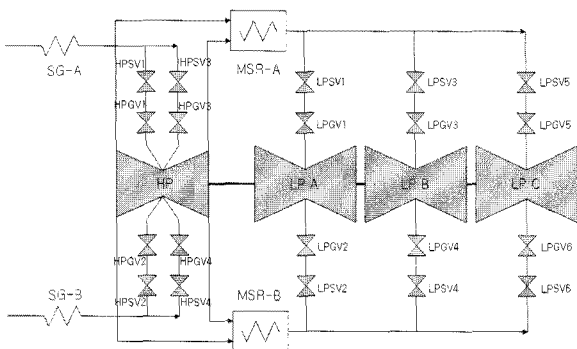 SG-A
HPSV1
HPSV3
MSR-A
LPSV1
LPSV3
LPSV5
HPGV1
HPGV3
LPGV1
LPGV3
LPGV5
HP
LP A
LP B
LP C
HPGV2
HPGV4
LPGV2
LPGV4
LPGV6
SG-B
HPSV2
HPSV4
MSR-B
LPSV2
LPSV4
LPSV6